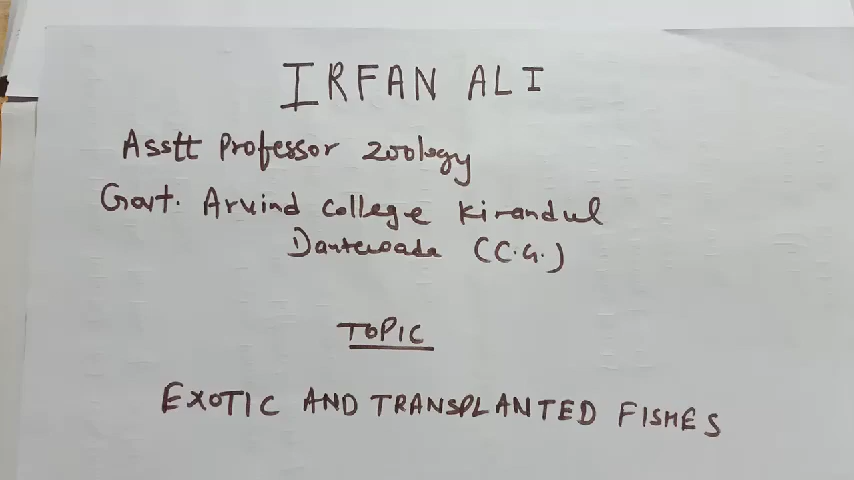 IRFAN ALI
Asstt Professor Zoology
Govt. Arvind College Kirandul
Dantewada (C.G.)
TOPIC
EXOTIC AND TRANSPLANTED FISHES